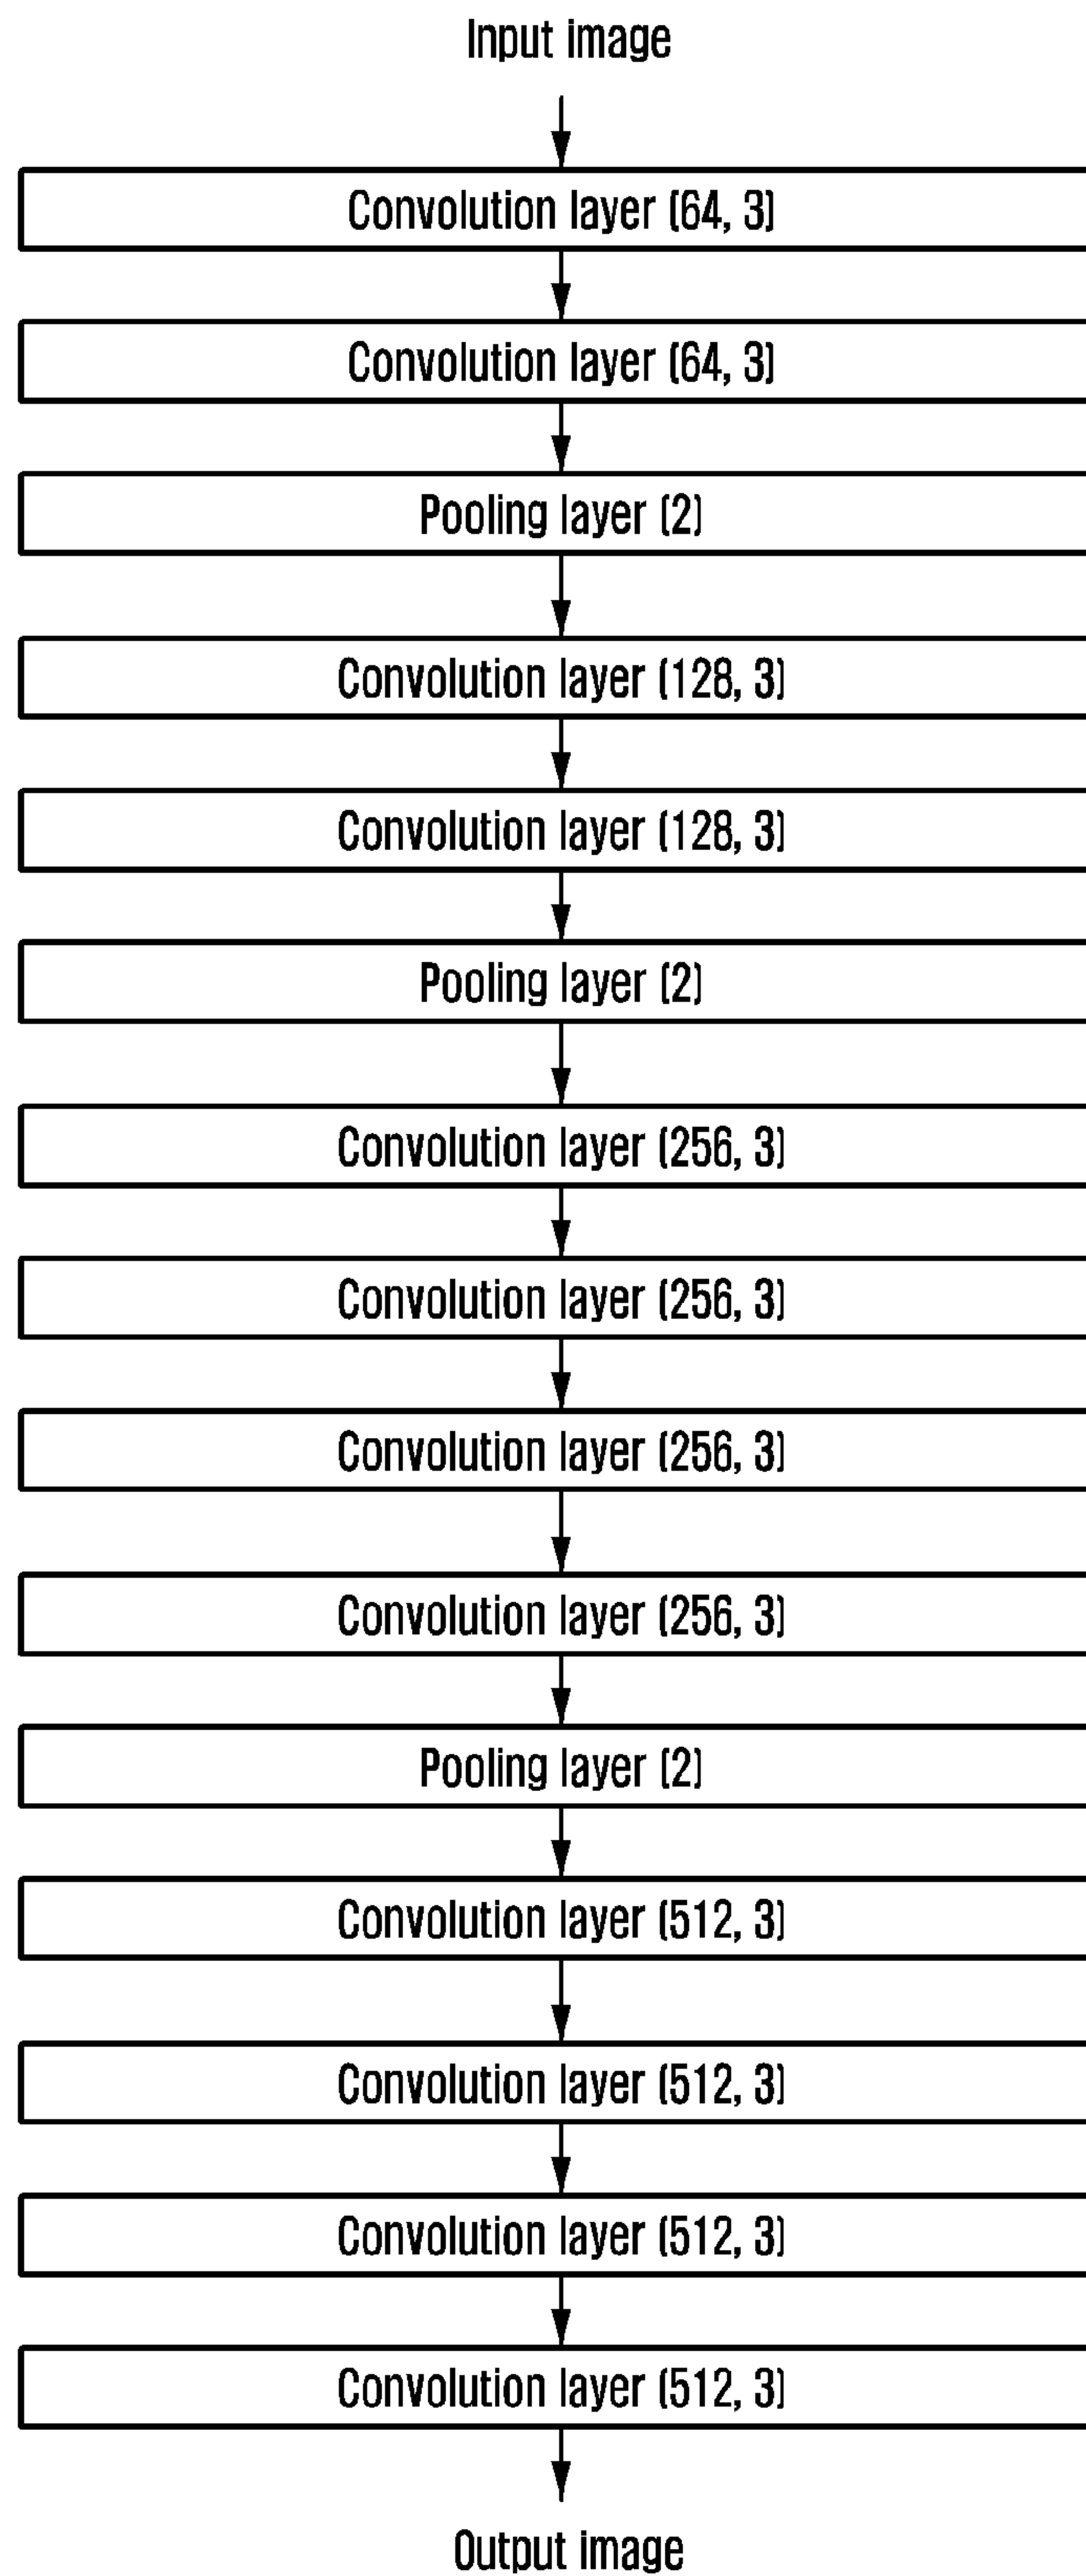 Input image
Convolution layer (64, 3)
Convolution layer (64, 3)
Pooling layer (2)
Convolution layer (128, 3)
Convolution layer (128, 3)
Pooling layer (2)
Convolution layer (256, 3)
Convolution layer (256, 3)
Convolution layer (256, 3)
Convolution layer (256, 3)
Pooling layer (2)
Convolution layer (512, 3)
Convolution layer (512, 3)
Convolution layer (512, 3)
Convolution layer (512, 3)
Output image